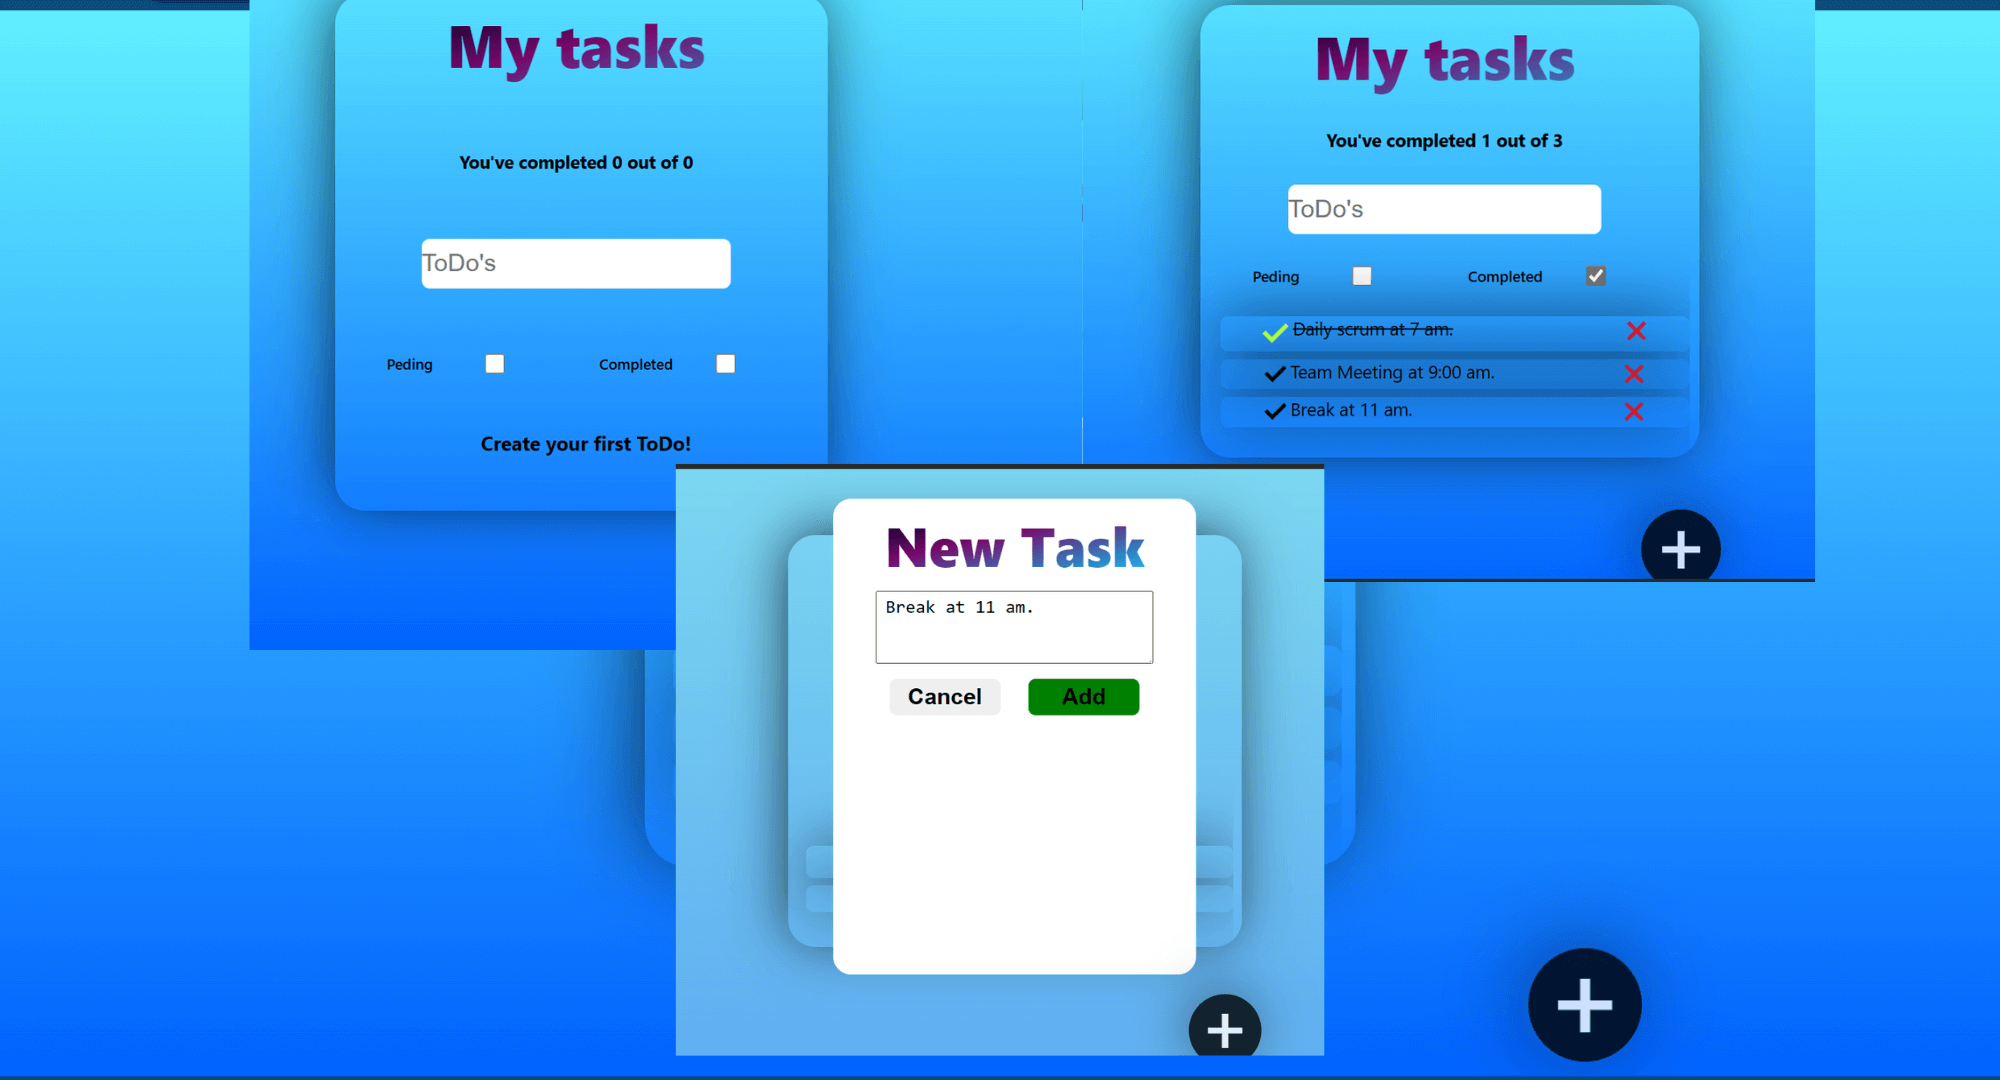 My tasks
You've completed 0 out of 0
ToDo's
Peding Completed
Create your first ToDo!
My tasks
You've completed 1 out of 3
ToDo's
Peding Completed
Daily scrum at 7 am.
Team Meeting at 9:00 am.
Break at 11 am.
New Task
Break at 11 am.
Cancel Add